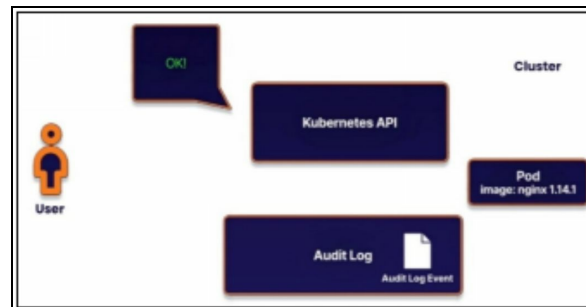 OK!
Cluster
Kubernetes API
Pod
image: nginx 1.14.1
User
Audit Log
Audit Log Event